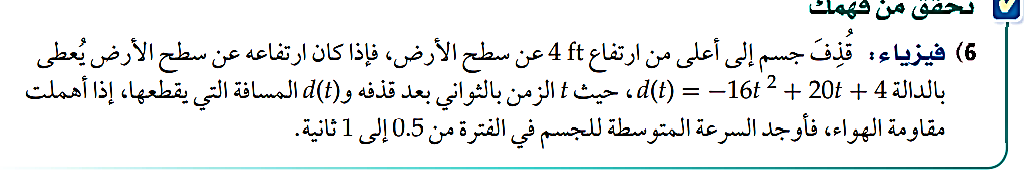 تحقق من فهمك
6) فيزياء: قُذِفَ جسم إلى أعلى من ارتفاع 4 ft عن سطح الأرض، فإذا كان ارتفاعه عن سطح الأرض يُعطى
بالدالة d(t) = −16t ² + 20t + 4، حيث t الزمن بالثواني بعد قذفه و d(t) المسافة التي يقطعها، إذا أهملت
مقاومة الهواء، فأوجد السرعة المتوسطة للجسم في الفترة من 0.5 إلى 1 ثانية.